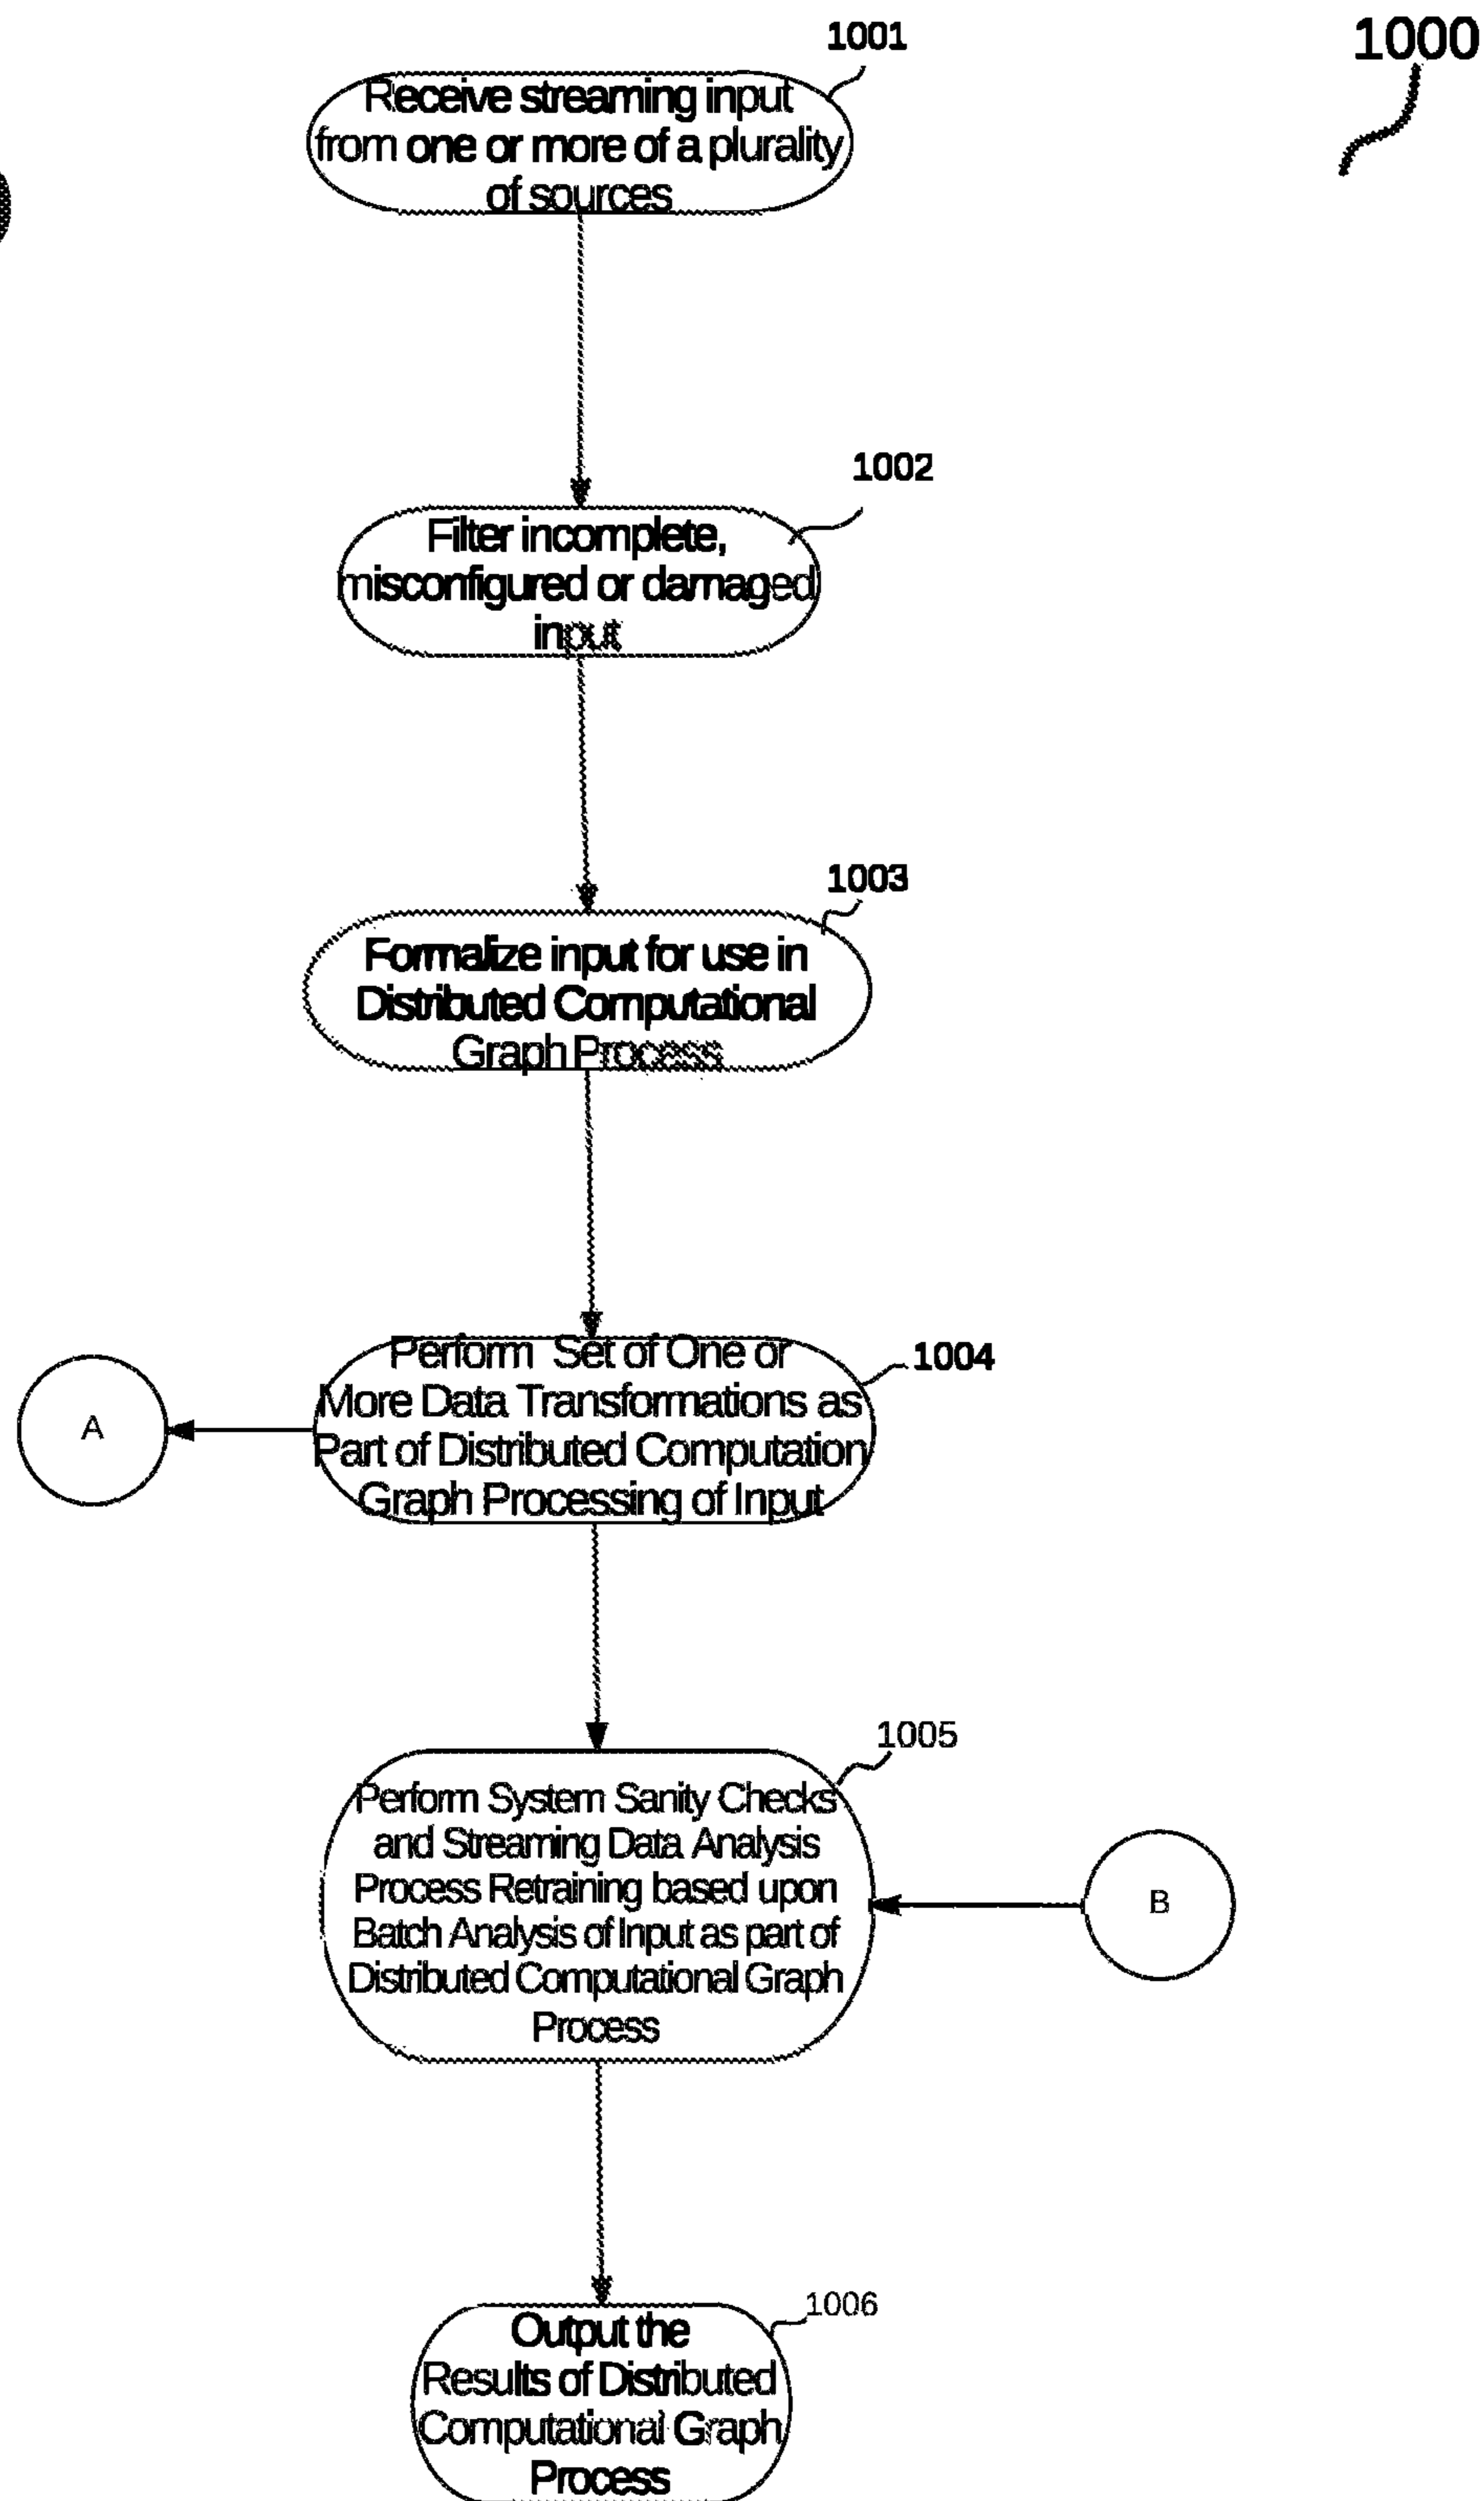 1000
1001
Receive streaming input
from one or more of a plurality
of sources
1002
Filter incomplete,
misconfigured or damaged
input
1003
Formalize input for use in
Distributed Computational
Graph Process
1004
Perform Set of One or
More Data Transformations as
Part of Distributed Computation
Graph Processing of Input
A
1005
Perform System Sanity Checks
and Streaming Data Analysis
Process Retraining based upon
Batch Analysis of Input as part of
Distributed Computational Graph
Process
B
1006
Output the
Results of Distributed
Computational Graph
Process